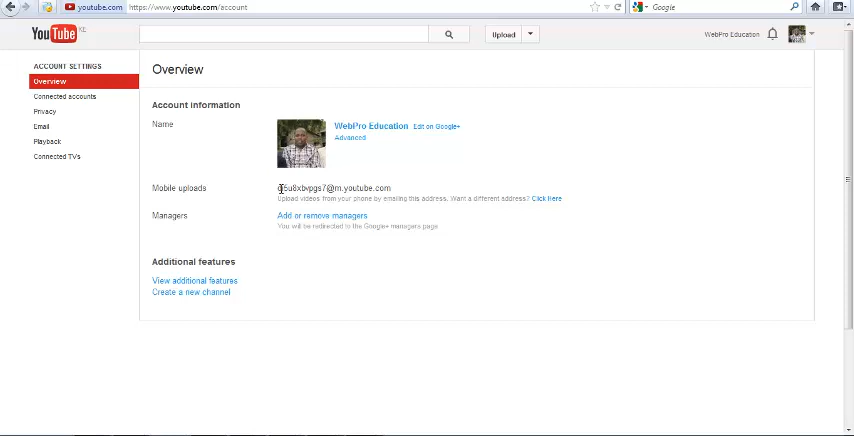 youtube.com https://www.youtube.com/account Google
YouTube KE Upload WebPro Education
ACCOUNT SETTINGS
Overview
Connected accounts
Privacy
Email
Playback
Connected TVs
Overview
Account information
Name
WebPro Education Edit on Google+
Advanced
Mobile uploads
Upload videos from your phone by emailing this address. Want a different address? Click Here
Managers
Add or remove managers
You will be redirected to the Google+ managers page
Additional features
View additional features
Create a new channel